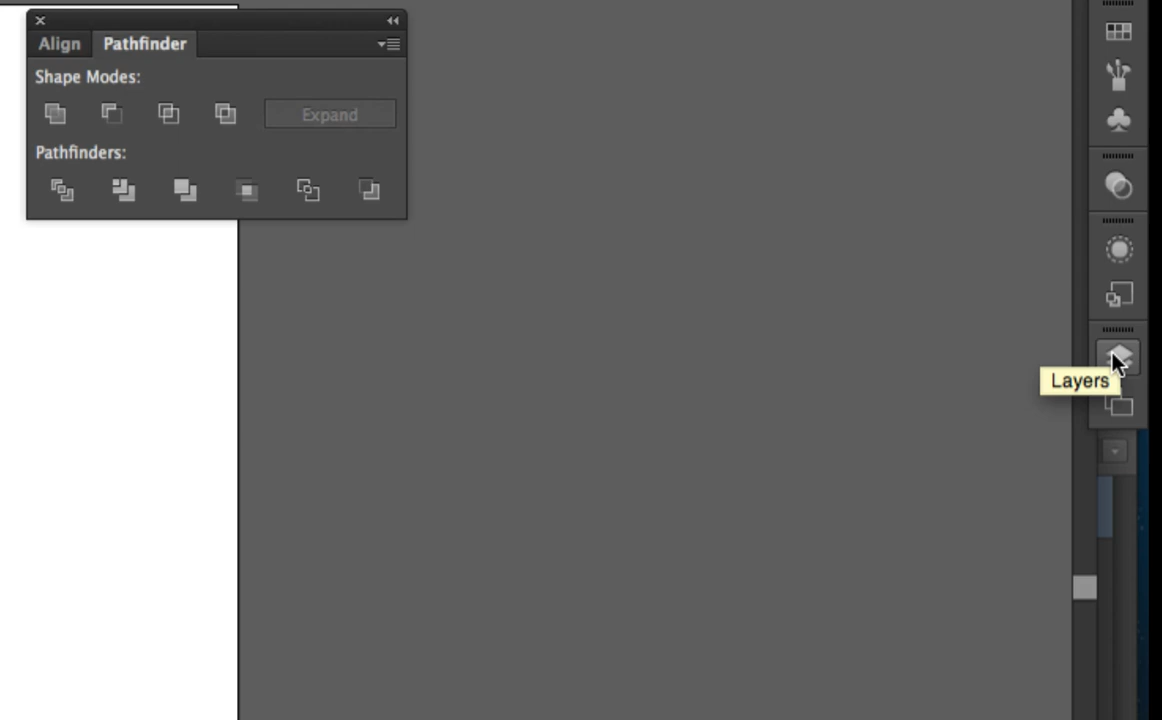 Align Pathfinder
Shape Modes:
Expand
Pathfinders:
Layers